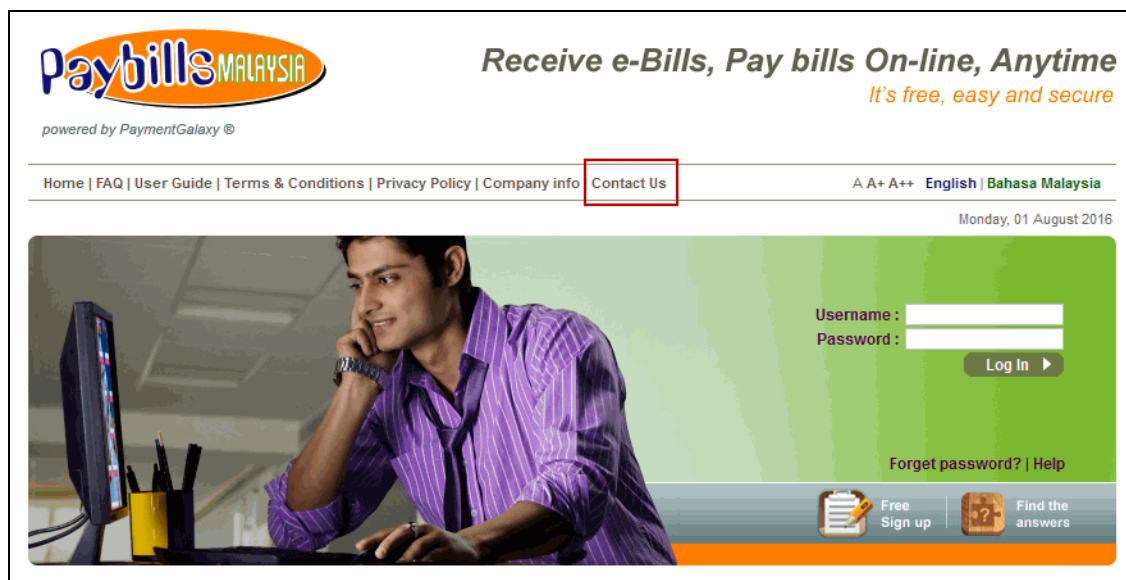 Paybills MALAYSIA
Receive e-Bills, Pay bills On-line, Anytime
It's free, easy and secure
powered by PaymentGalaxy ®
Home | FAQ | User Guide | Terms & Conditions | Privacy Policy | Company info Contact Us
A A+ A++ English | Bahasa Malaysia
Monday, 01 August 2016
Username :
Password :
Log In
Forget password? | Help
Free
Sign up
?
Find the
answers